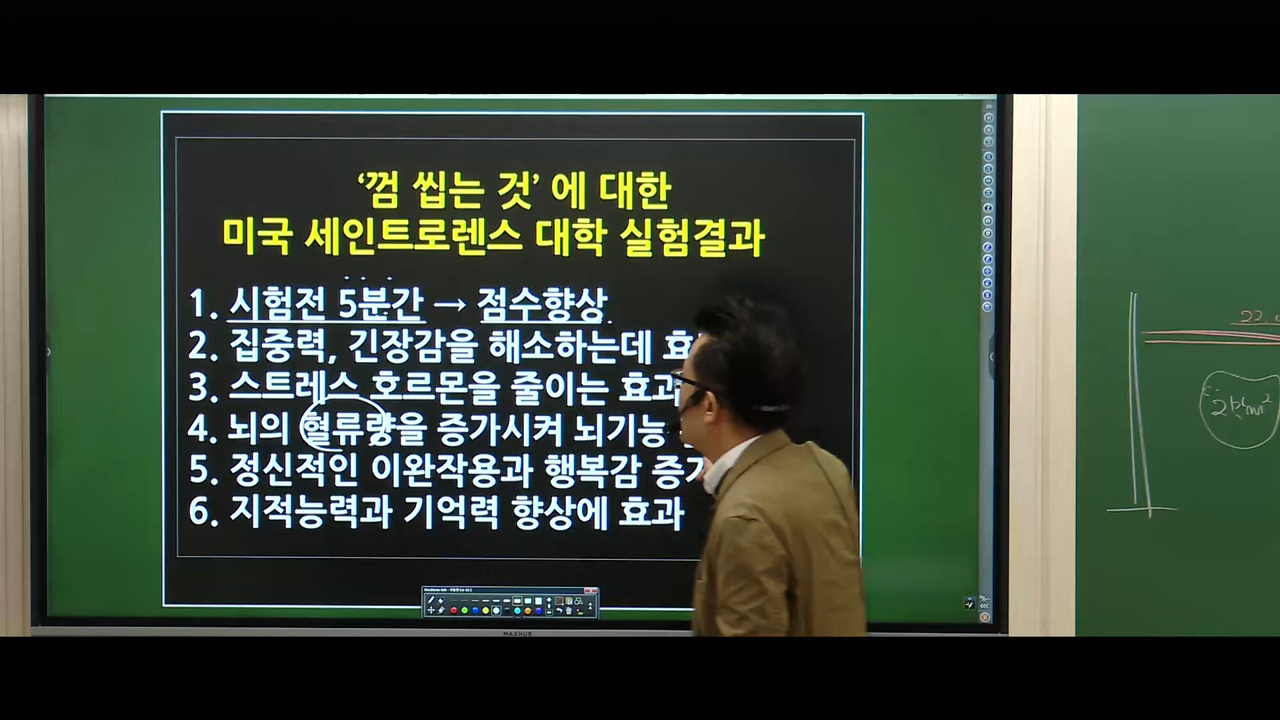 ‘껌 씹는 것’ 에 대한
미국 세인트로렌스 대학 실험결과
1. 시험전 5분간 → 점수향상
2. 집중력, 긴장감을 해소하는데
3. 스트레스 호르몬을 줄이는 효과
4. 뇌의 혈류량을 증가시켜 뇌기능
5. 정신적인 이완작용과 행복감
6. 지적능력과 기억력 향상에 효과
MAXHUB
22